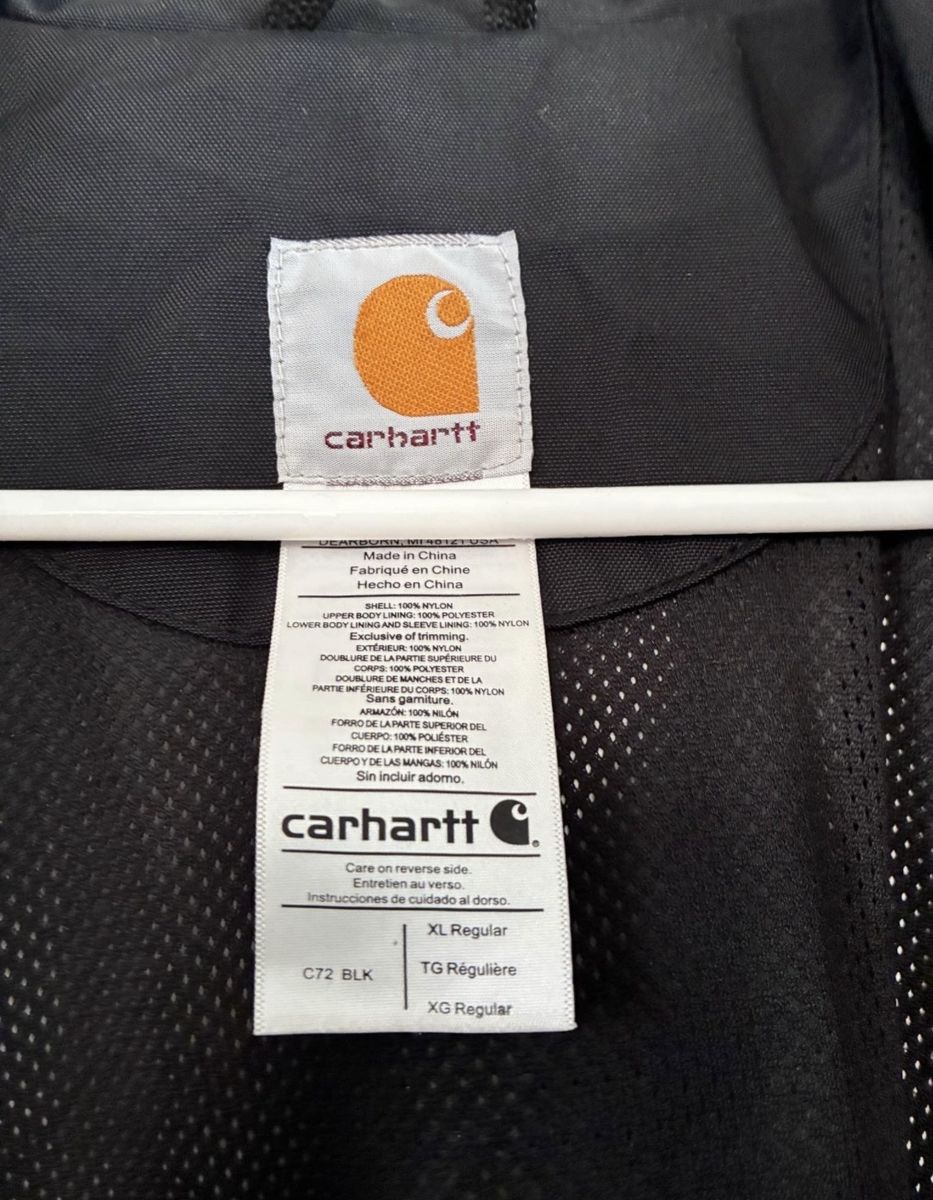 carhartt
DEARBORN, MI 48121 USA
Made in China
Fabriqué en Chine
Hecho en China
SHELL: 100% NYLON
UPPER BODY LINING: 100% POLYESTER
LOWER BODY LINING AND SLEEVE LINING: 100% NYLON
Exclusive of trimming.
EXTÉRIEUR: 100% NYLON
DOUBLURE DE LA PARTIE SUPÉRIEURE DU
CORPS: 100% POLYESTER
DOUBLURE DE MANCHES ET DE LA
PARTIE INFÉRIEURE DU CORPS: 100% NYLON
Sans garniture.
ARMAZÓN: 100% NILÓN
FORRO DE LA PARTE SUPERIOR DEL
CUERPO: 100% POLIÉSTER
FORRO DE LA PARTE INFERIOR DEL
CUERPO Y DE LAS MANGAS: 100% NILÓN
Sin incluir adorno.
carhartt ®
Care on reverse side.
Entretien au verso.
Instrucciones de cuidado al dorso.
XL Regular
C72 BLK
TG Régulière
XG Regular